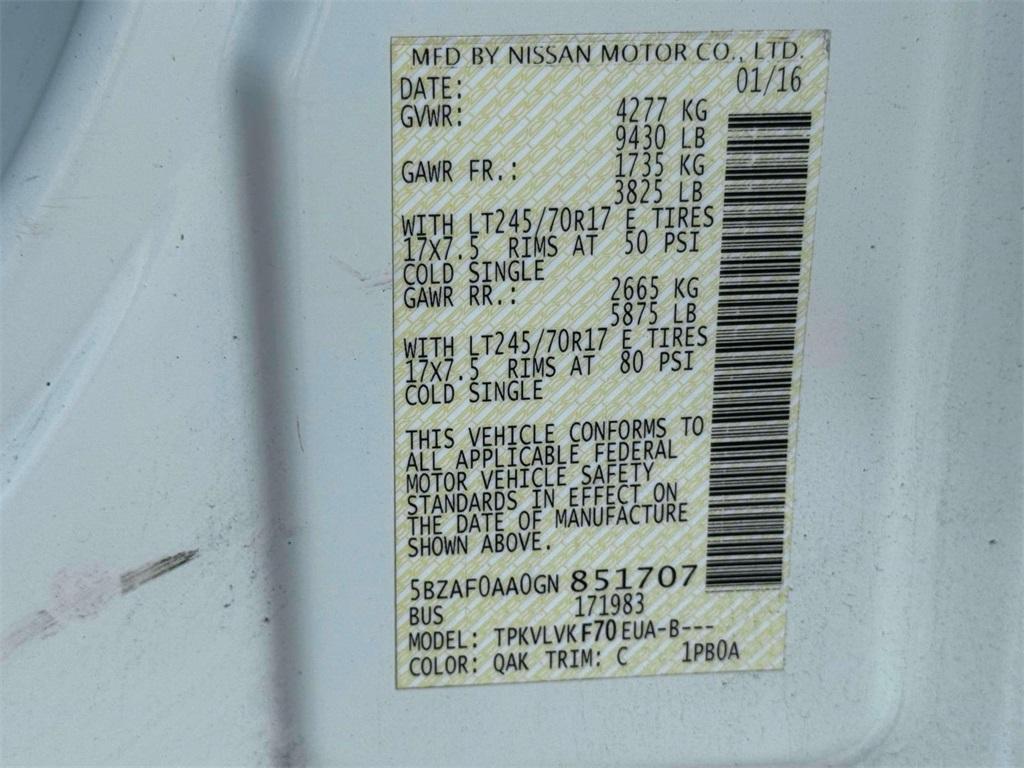 MFD BY NISSAN MOTOR CO., LTD.
DATE: 01/16
GVWR: 4277 KG
9430 LB
GAWR FR.: 1735 KG
3825 LB
WITH LT245/70R17 E TIRES
17X7.5 RIMS AT 50 PSI
COLD SINGLE
GAWR RR.: 2665 KG
5875 LB
WITH LT245/70R17 E TIRES
17X7.5 RIMS AT 80 PSI
COLD SINGLE
THIS VEHICLE CONFORMS TO
ALL APPLICABLE FEDERAL
MOTOR VEHICLE SAFETY
STANDARDS IN EFFECT ON
THE DATE OF MANUFACTURE
SHOWN ABOVE.
5BZAF0AA0GN 851707
BUS 171983
MODEL: TPKVLVKF70EUA-B---
COLOR: QAK TRIM: C 1PB0A